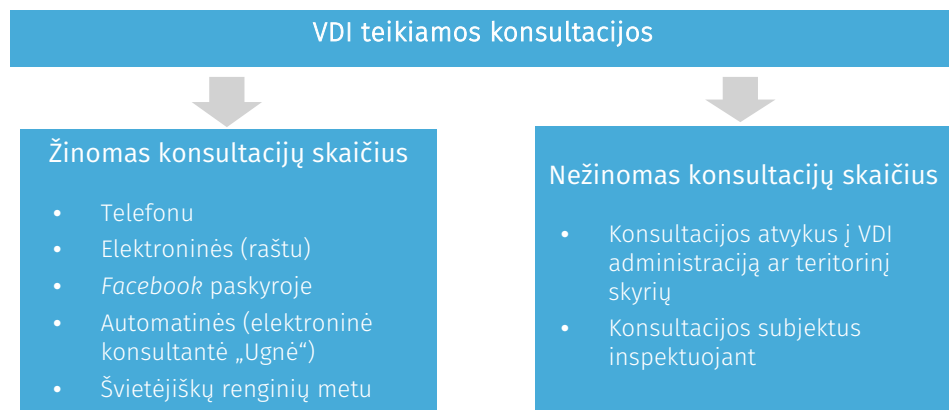 VDI teikiamos konsultacijos
Žinomas konsultacijų skaičius
• Telefonu
• Elektroninės (raštu)
• Facebook paskyroje
• Automatinės (elektroninė
konsultantė „Ugnė“)
• Švietėjiškų renginių metu
Nežinomas konsultacijų skaičius
• Konsultacijos atvykus į VDI
administraciją ar teritorinį
skyrių
• Konsultacijos subjektus
inspektuojant